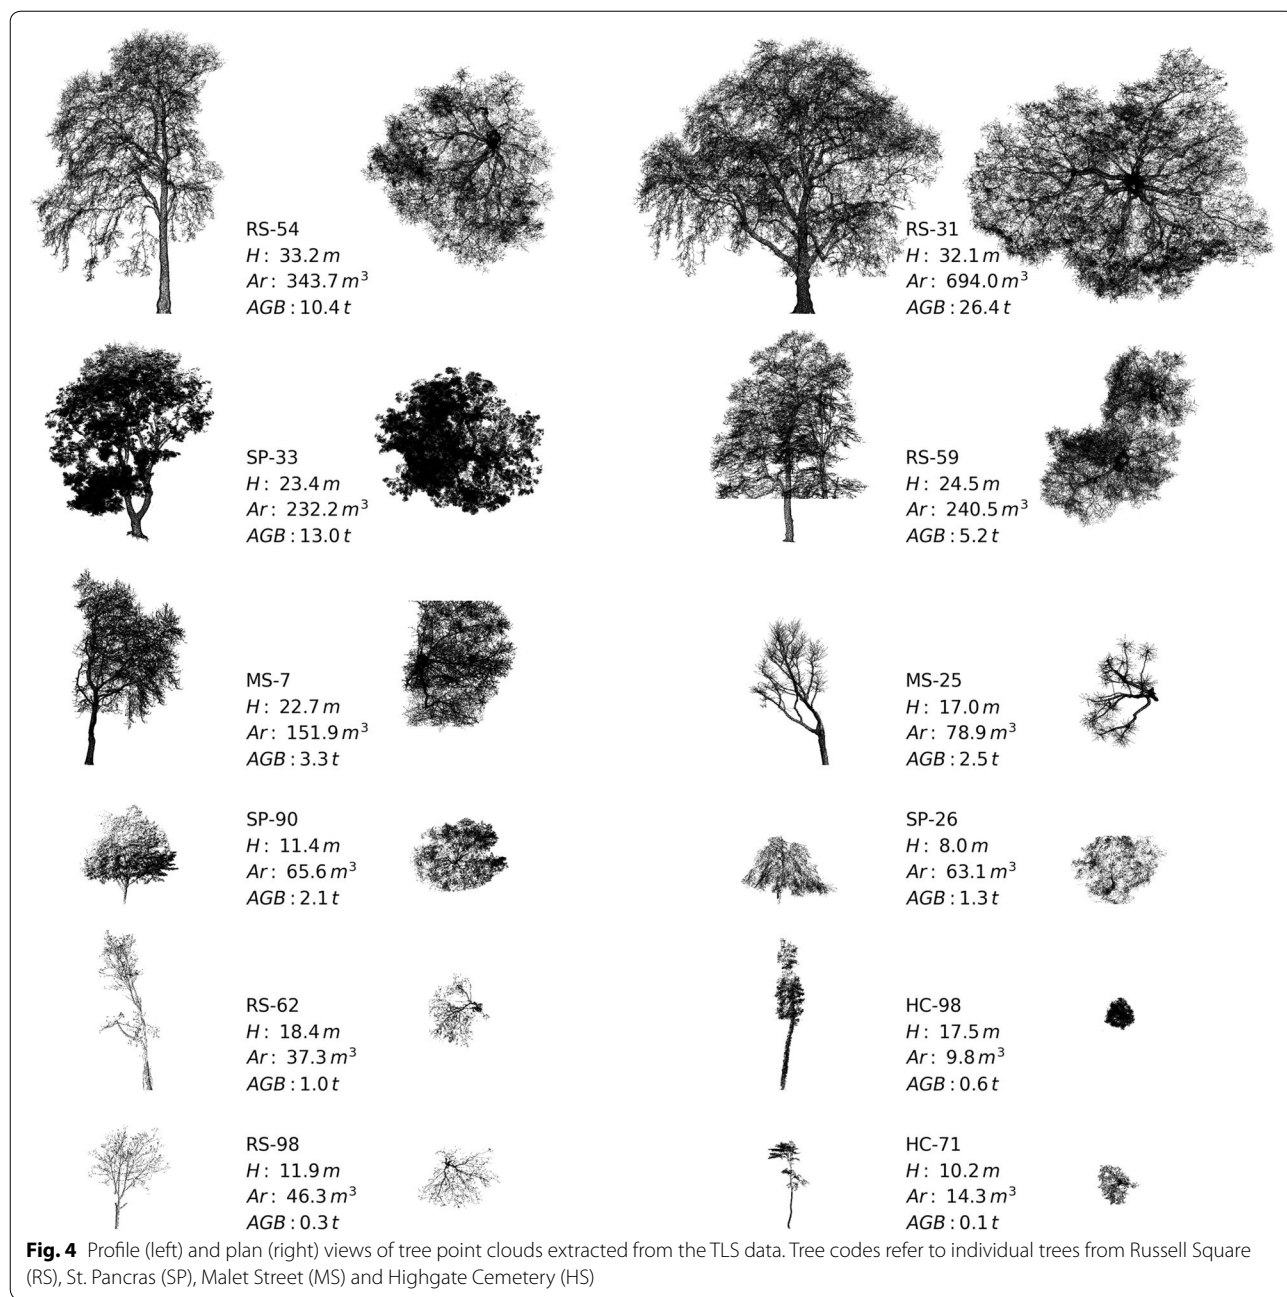 RS-54
H: 33.2 m
Ar: 343.7 m³
AGB: 10.4 t
RS-31
H: 32.1 m
Ar: 694.0 m³
AGB: 26.4 t
SP-33
H: 23.4 m
Ar: 232.2 m³
AGB: 13.0 t
RS-59
H: 24.5 m
Ar: 240.5 m³
AGB: 5.2 t
MS-7
H: 22.7 m
Ar: 151.9 m³
AGB: 3.3 t
MS-25
H: 17.0 m
Ar: 78.9 m³
AGB: 2.5 t
SP-90
H: 11.4 m
Ar: 65.6 m³
AGB: 2.1 t
SP-26
H: 8.0 m
Ar: 63.1 m³
AGB: 1.3 t
RS-62
H: 18.4 m
Ar: 37.3 m³
AGB: 1.0 t
HC-98
H: 17.5 m
Ar: 9.8 m³
AGB: 0.6 t
RS-98
H: 11.9 m
Ar: 46.3 m³
AGB: 0.3 t
HC-71
H: 10.2 m
Ar: 14.3 m³
AGB: 0.1 t
Fig. 4 Profile (left) and plan (right) views of tree point clouds extracted from the TLS data. Tree codes refer to individual trees from Russell Square
(RS), St. Pancras (SP), Malet Street (MS) and Highgate Cemetery (HS)